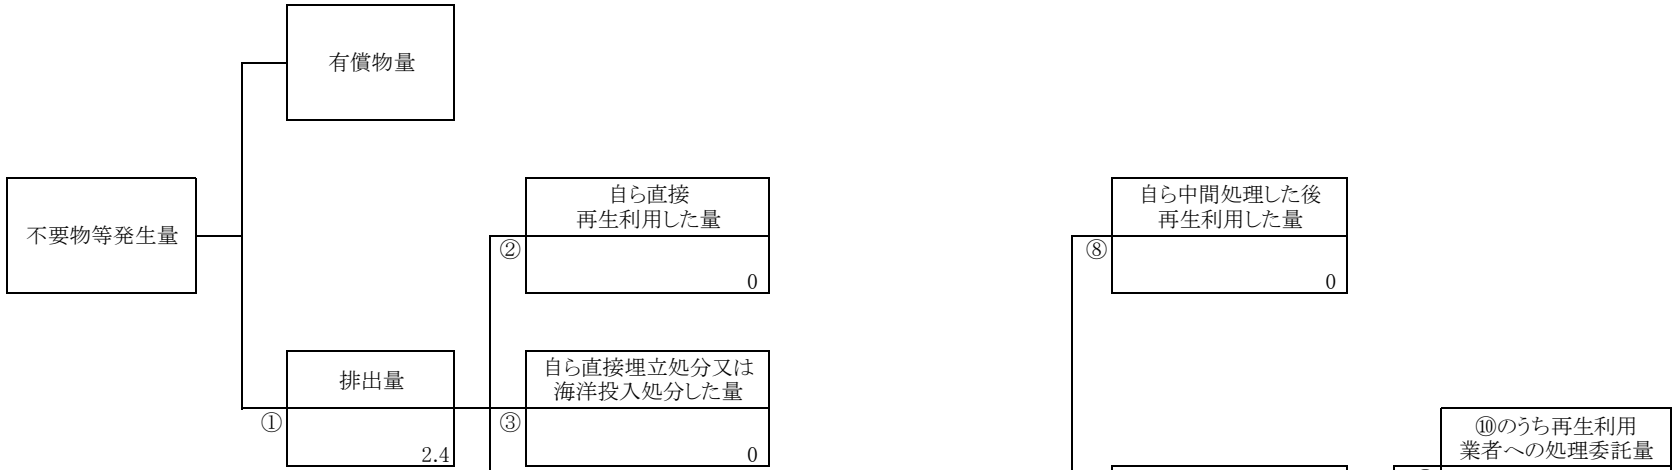 有償物量
不要物等発生量
自ら直接
再生利用した量
②
0
自ら中間処理した後
再生利用した量
⑧
0
排出量
①
2.4
自ら直接埋立処分又は
海洋投入処分した量
③
0
⑩のうち再生利用
業者への処理委託量